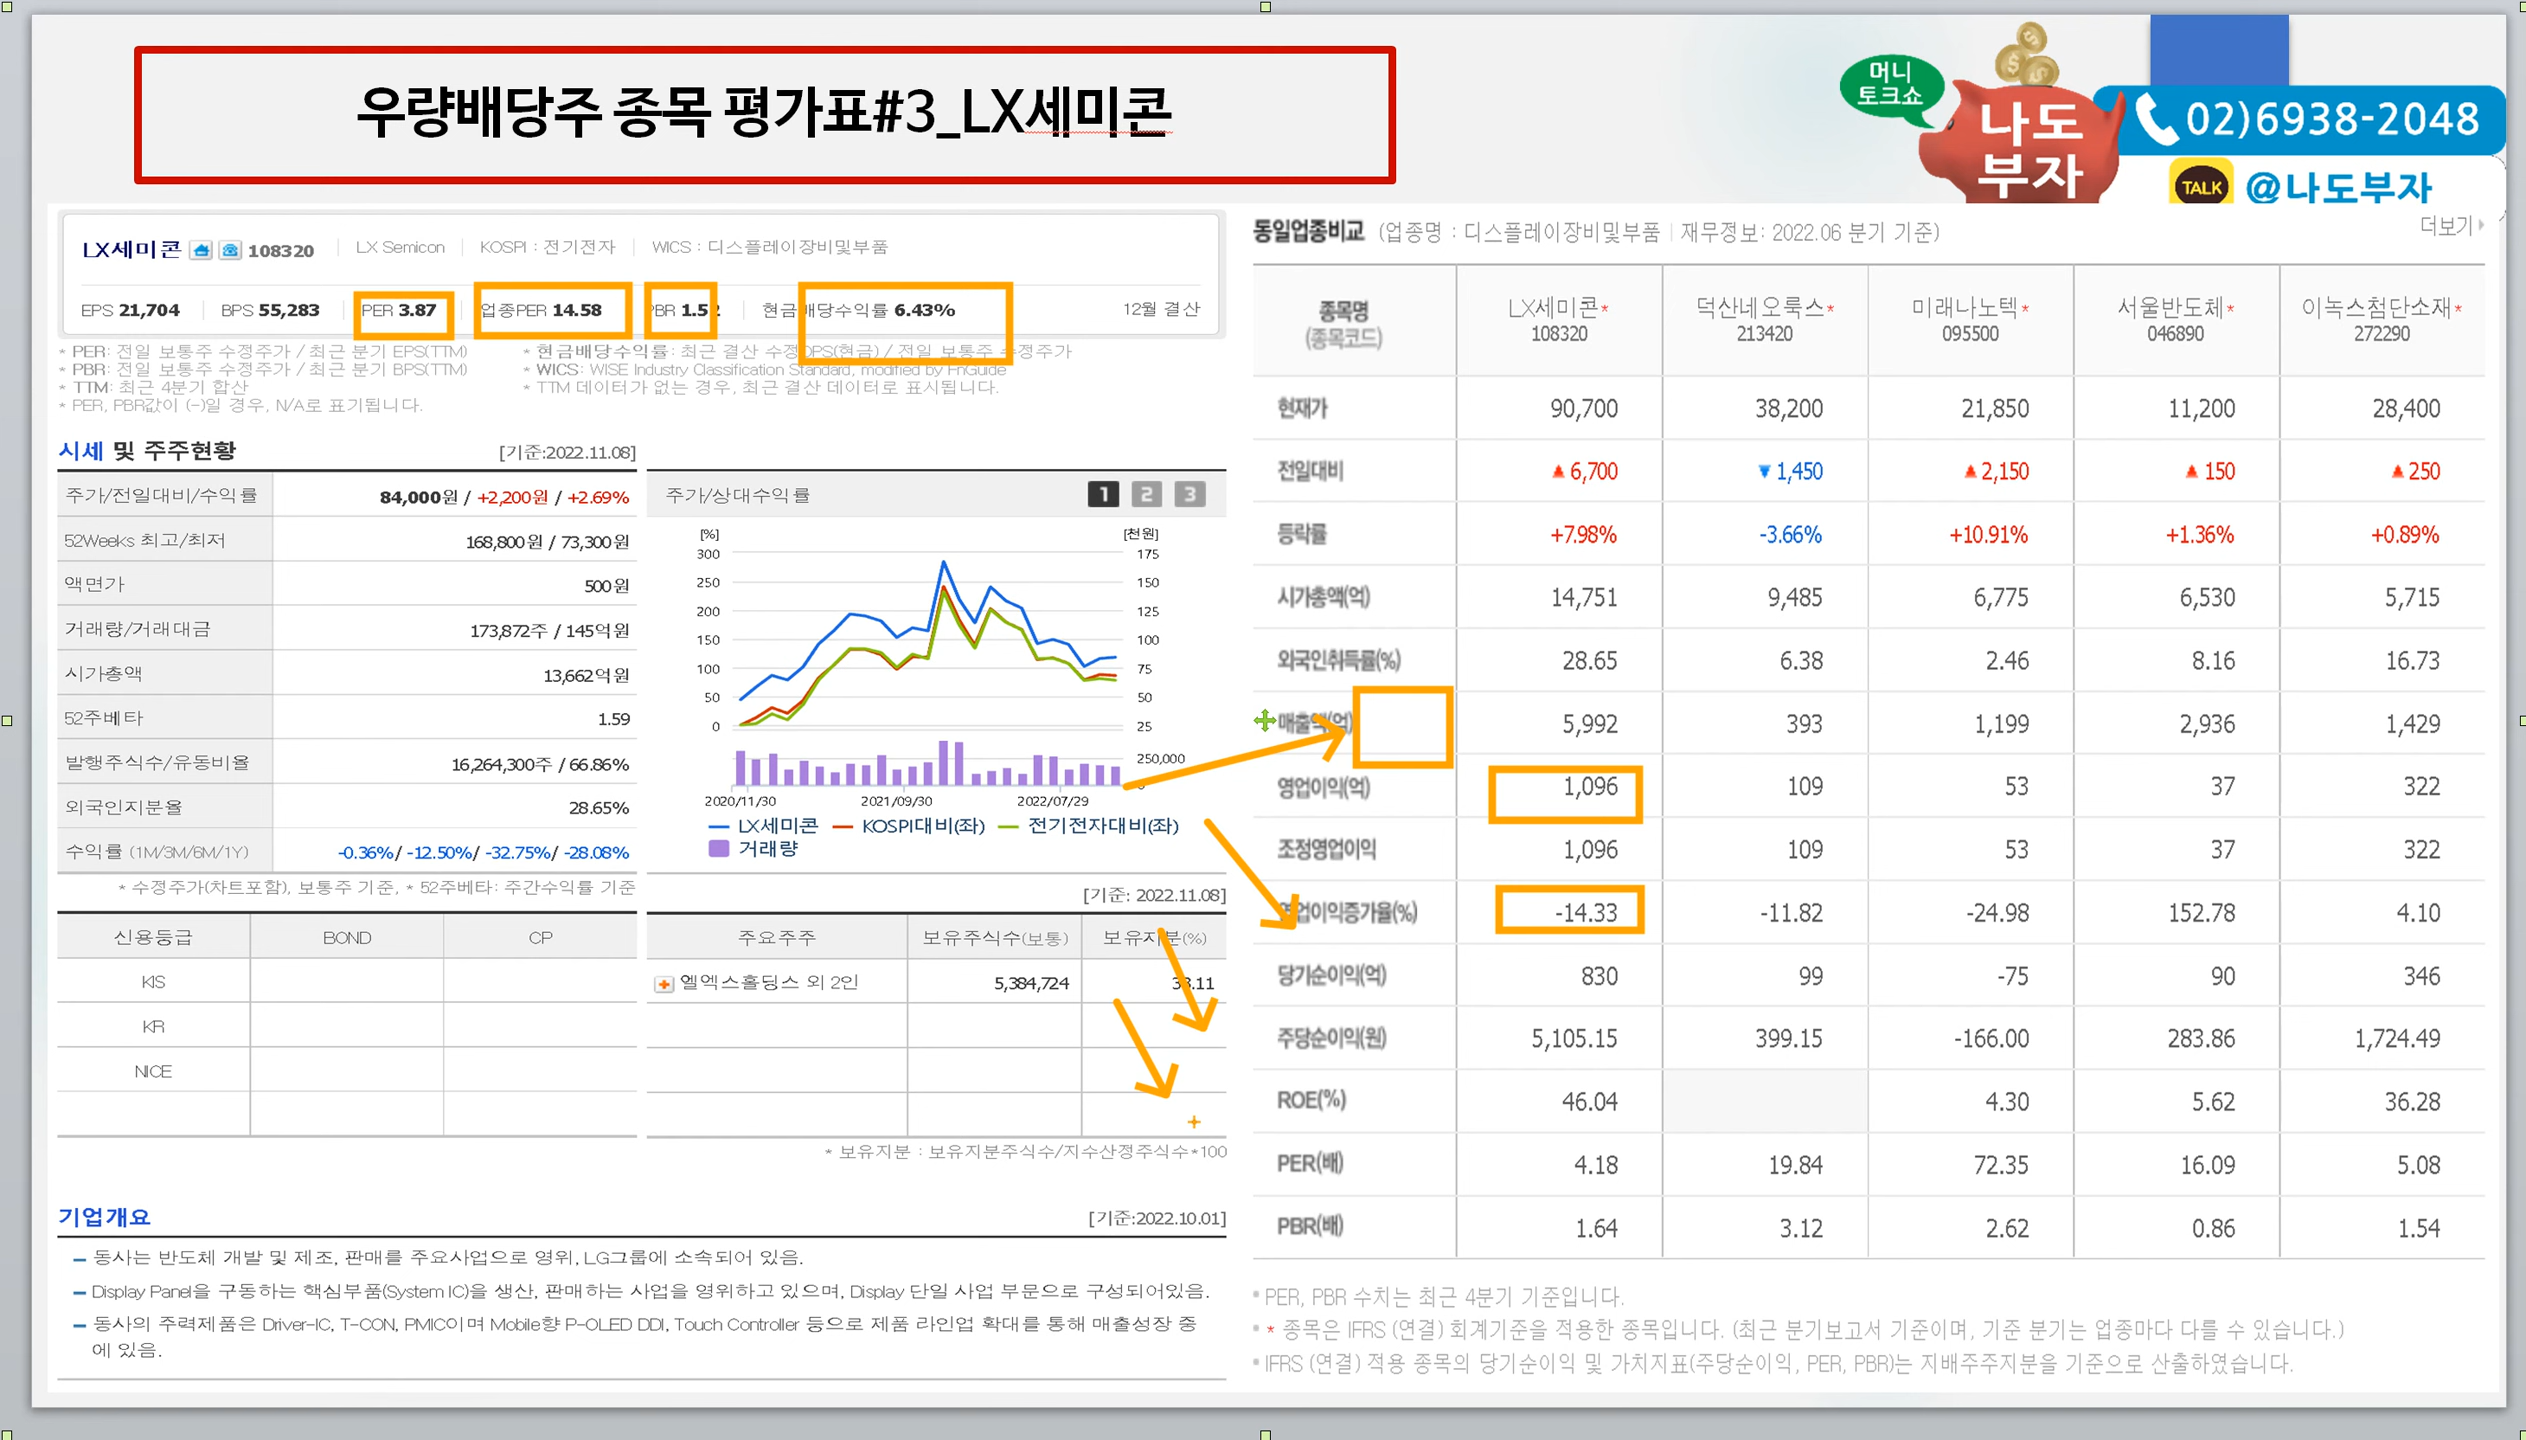 우량배당주 종목 평가표#3_LX세미콘
머니
토크쇼
나도
부자
02)6938-2048
TALK @나도부자
LX세미콘 108320 LX Semicon KOSPI : 전기전자 WICS : 디스플레이장비및부품
EPS 21,704 BPS 55,283 PER 3.87 업종PER 14.58 PBR 1.52 현금배당수익률 6.43% 12월 결산
* PER: 전일 보통주 수정주가 / 최근 분기 EPS(TTM)
* PBR: 전일 보통주 수정주가 / 최근 분기 BPS(TTM)
* TTM: 최근 4분기 합산
* PER, PBR값이 (-)일 경우, N/A로 표기됩니다.
* 현금배당수익률: 최근 결산 수정DPS(현금) / 전일 보통주 수정주가
* WICS: WISE Industry Classification Standard, modified by FnGuide
* TTM 데이터가 없는 경우, 최근 결산 데이터로 표시됩니다.
시세 및 주주현황 [기준:2022.11.08]
주가/전일대비/수익률 84,000원 / +2,200원 / +2.69%
52Weeks 최고/최저 168,800원 / 73,300원
액면가 500원
거래량/거래대금 173,872주 / 145억원
시가총액 13,662억원
52주베타 1.59
발행주식수/유동비율 16,264,300주 / 66.86%
외국인지분율 28.65%
수익률 (1M/3M/6M/1Y) -0.36%/ -12.50%/ -32.75%/ -28.08%
* 수정주가(차트포함), 보통주 기준, * 52주베타: 주간수익률 기준
주가/상대수익률 1 2 3
[%] [천원]
300 175
250 150
200 125
150 100
100 75
50 50
0 25
250,000
2020/11/30 2021/09/30 2022/07/29
LX세미콘 KOSPI대비(좌) 전기전자대비(좌)
거래량
[기준: 2022.11.08]
신용등급 BOND CP
KIS
KR
NICE
주요주주 보유주식수(보통) 보유지분(%)
엘엑스홀딩스 외 2인 5,384,724 33.11
* 보유지분 : 보유지분주식수/지수산정주식수*100
기업개요 [기준:2022.10.01]
동사는 반도체 개발 및 제조, 판매를 주요사업으로 영위, LG그룹에 소속되어 있음.
Display Panel을 구동하는 핵심부품(System IC)을 생산, 판매하는 사업을 영위하고 있으며, Display 단일 사업 부문으로 구성되어있음.
동사의 주력제품은 Driver-IC, T-CON, PMIC이며 Mobile향 P-OLED DDI, Touch Controller 등으로 제품 라인업 확대를 통해 매출성장 중
에 있음.
동일업종비교 (업종명 : 디스플레이장비및부품 | 재무정보: 2022.06 분기 기준) 더보기
종목명 LX세미콘* 덕산네오룩스* 미래나노텍* 서울반도체* 이녹스첨단소재*
(종목코드) 108320 213420 095500 046890 272290
현재가 90,700 38,200 21,850 11,200 28,400
전일대비 ▲6,700 ▼1,450 ▲2,150 ▲150 ▲250
등락률 +7.98% -3.66% +10.91% +1.36% +0.89%
시가총액(억) 14,751 9,485 6,775 6,530 5,715
외국인취득률(%) 28.65 6.38 2.46 8.16 16.73
매출액(억) 5,992 393 1,199 2,936 1,429
영업이익(억) 1,096 109 53 37 322
조정영업이익 1,096 109 53 37 322
영업이익증가율(%) -14.33 -11.82 -24.98 152.78 4.10
당기순이익(억) 830 99 -75 90 346
주당순이익(원) 5,105.15 399.15 -166.00 283.86 1,724.49
ROE(%) 46.04 4.30 5.62 36.28
PER(배) 4.18 19.84 72.35 16.09 5.08
PBR(배) 1.64 3.12 2.62 0.86 1.54
PER, PBR 수치는 최근 4분기 기준입니다.
* 종목은 IFRS (연결) 회계기준을 적용한 종목입니다. (최근 분기보고서 기준이며, 기준 분기는 업종마다 다를 수 있습니다.)
IFRS (연결) 적용 종목의 당기순이익 및 가치지표(주당순이익, PER, PBR)는 지배주주지분을 기준으로 산출하였습니다.